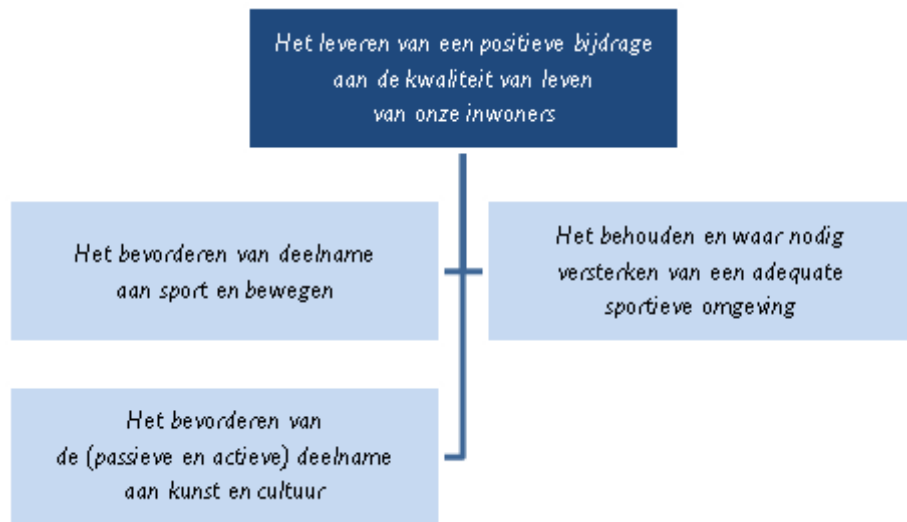 Het leveren van een positieve bijdrage
aan de kwaliteit van leven
van onze inwoners
Het bevorderen van deelname
aan sport en bewegen
Het behouden en waar nodig
versterken van een adequate
sportieve omgeving
Het bevorderen van
de (passieve en actieve) deelname
aan kunst en cultuur